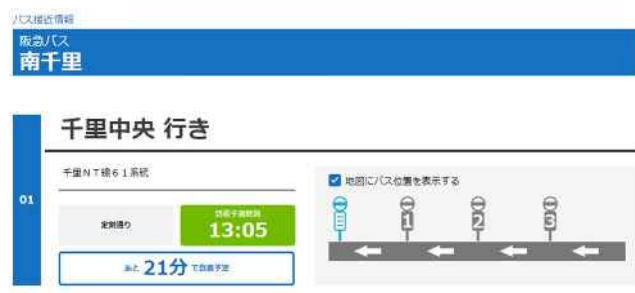 バス接近情報
阪急バス
南千里
01
千里中央 行き
千里NT線61系統
定刻通り
到着予定時刻
13:05
あと 21分 で到着予定
地図にバス位置を表示する
1
2
3